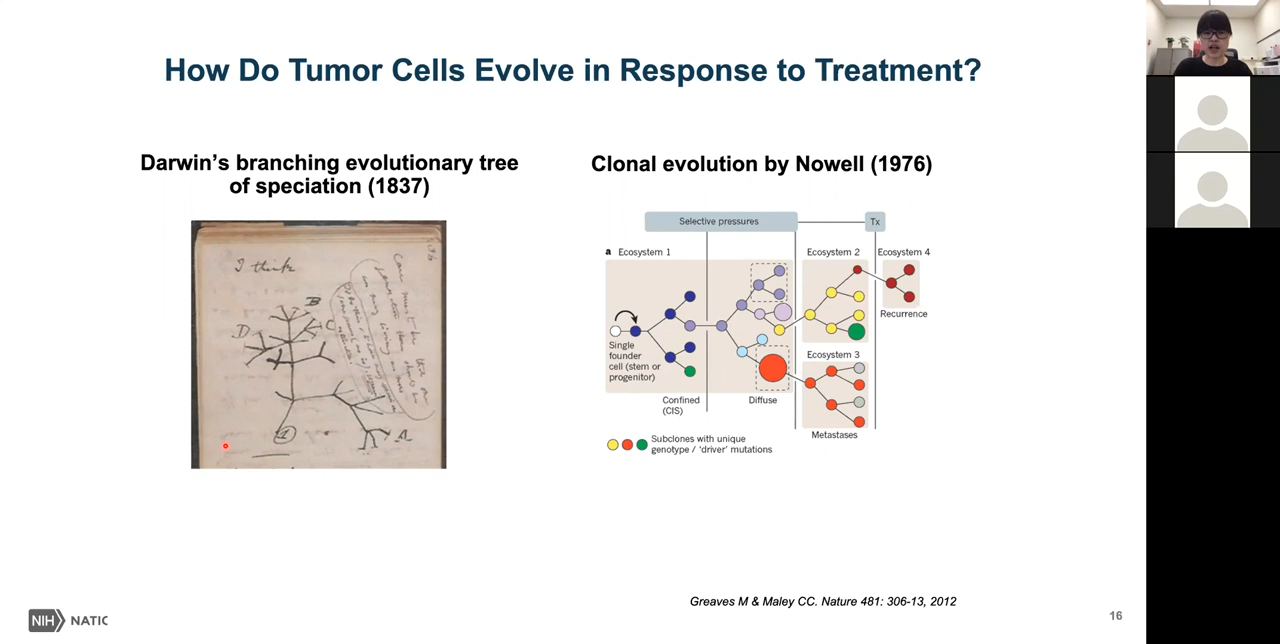 How Do Tumor Cells Evolve in Response to Treatment?
Darwin's branching evolutionary tree
of speciation (1837)
I think
B
D
C
A
1
Clonal evolution by Nowell (1976)
Selective pressures
Tx
a Ecosystem 1
Ecosystem 2
Ecosystem 4
Single
founder
cell (stem or
progenitor)
Recurrence
Ecosystem 3
Confined
(CIS)
Diffuse
Metastases
Subclones with unique
genotype / 'driver' mutations
Greaves M & Maley CC. Nature 481: 306-13, 2012
NIH NATIC
16